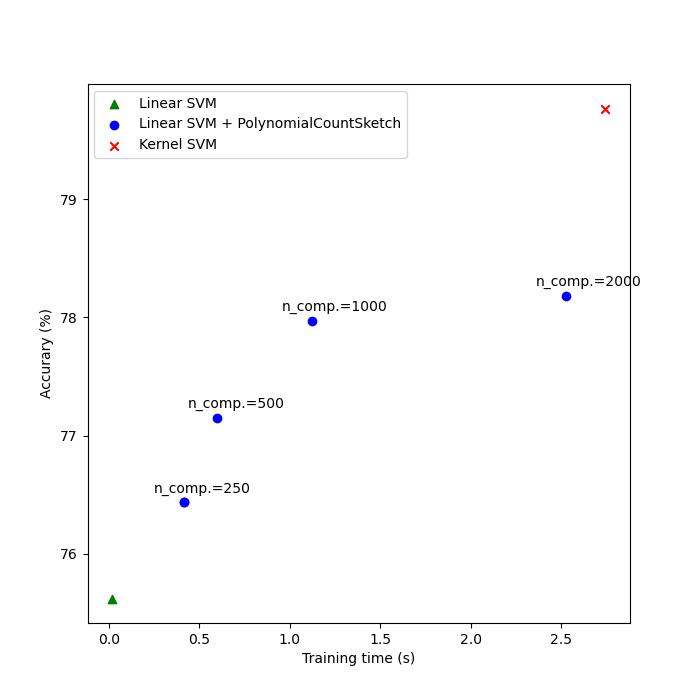 Linear SVM
Linear SVM + PolynomialCountSketch
Kernel SVM
79
n_comp.=2000
n_comp.=1000
78
n_comp.=500
77
n_comp.=250
76
Accurary (%)
0.0 0.5 1.0 1.5 2.0 2.5
Training time (s)